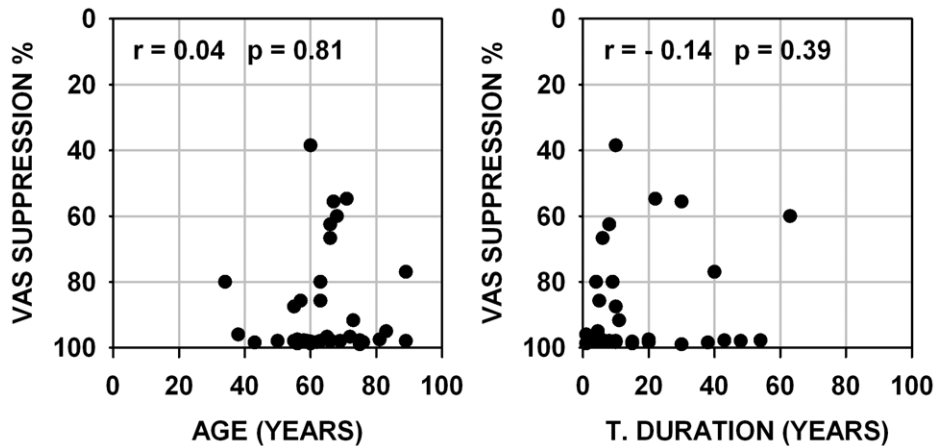 VAS SUPPRESSION %
0
20
40
60
80
100
r = 0.04 p = 0.81
0 20 40 60 80 100
AGE (YEARS)
VAS SUPPRESSION %
0
20
40
60
80
100
r = - 0.14 p = 0.39
0 20 40 60 80 100
T. DURATION (YEARS)